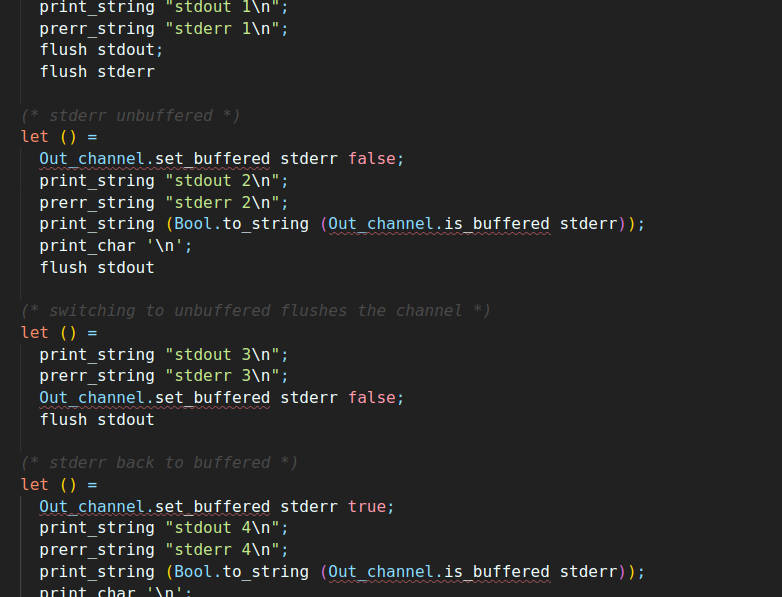 print_string "stdout 1\n";
prerr_string "stderr 1\n";
flush stdout;
flush stderr
(* stderr unbuffered *)
let () =
Out_channel.set_buffered stderr false;
print_string "stdout 2\n";
prerr_string "stderr 2\n";
print_string (Bool.to_string (Out_channel.is_buffered stderr));
print_char '\n';
flush stdout
(* switching to unbuffered flushes the channel *)
let () =
print_string "stdout 3\n";
prerr_string "stderr 3\n";
Out_channel.set_buffered stderr false;
flush stdout
(* stderr back to buffered *)
let () =
Out_channel.set_buffered stderr true;
print_string "stdout 4\n";
prerr_string "stderr 4\n";
print_string (Bool.to_string (Out_channel.is_buffered stderr));
print_char '\n';